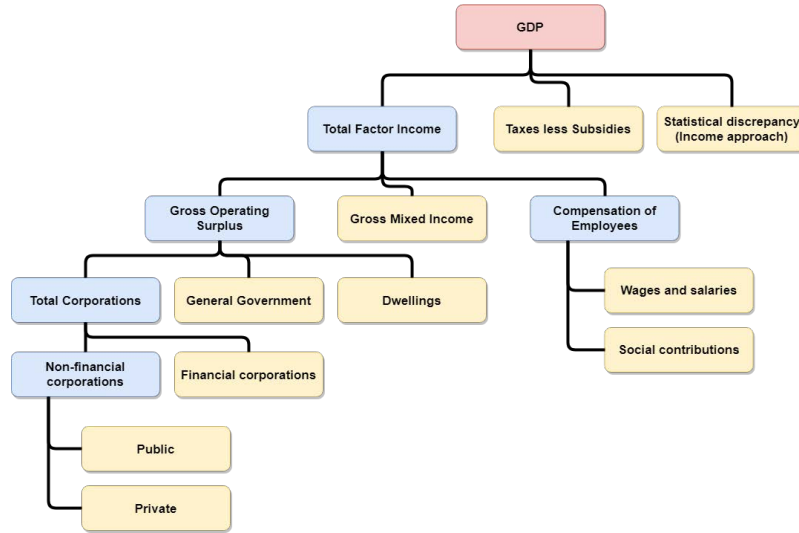 GDP
Total Factor Income
Taxes less Subsidies
Statistical discrepancy
(Income approach)
Gross Operating
Surplus
Gross Mixed Income
Compensation of
Employees
Total Corporations
General Government
Dwellings
Wages and salaries
Non-financial
corporations
Financial corporations
Social contributions
Public
Private